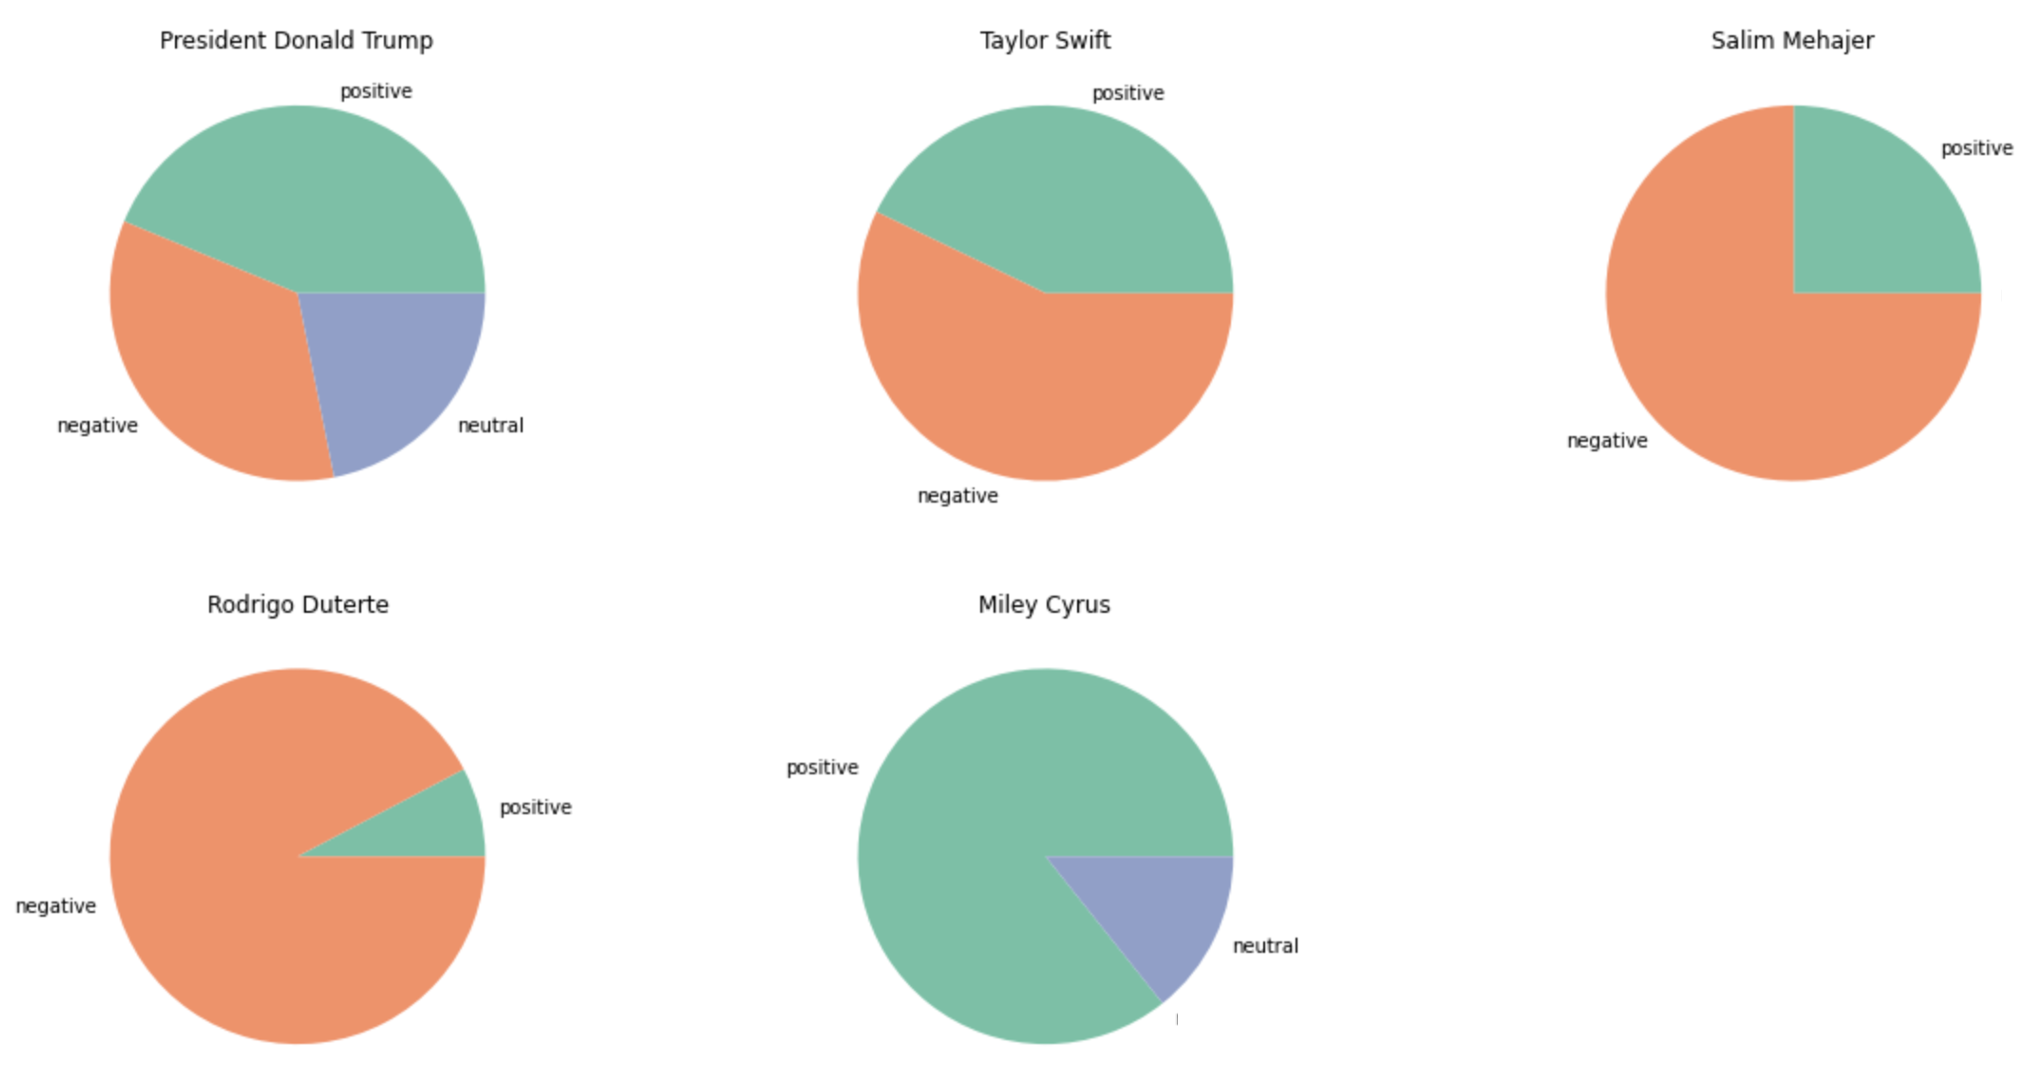 President Donald Trump
positive
negative
neutral
Taylor Swift
positive
negative
Salim Mehajer
positive
negative
Rodrigo Duterte
positive
negative
Miley Cyrus
positive
neutral